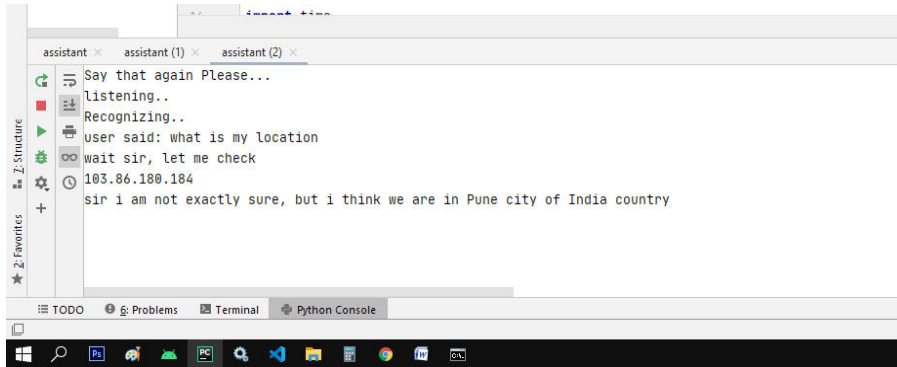 import time
assistant × assistant (1) × assistant (2) ×
Say that again Please...
listening..
Recognizing..
user said: what is my location
wait sir, let me check
103.86.180.184
sir i am not exactly sure, but i think we are in Pune city of India country
Z: Structure
2: Favorites
TODO 6: Problems Terminal Python Console
Ps PC W C:\.